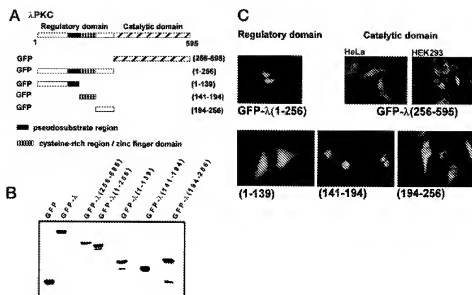 A
λPKC
Regulatory domain
Catalytic domain
1
595
GFP
(256-595)
GFP
(1-256)
GFP
(1-139)
GFP
(141-194)
GFP
(194-256)
pseudosubstrate region
cysteine-rich region / zinc finger domain
B
GFP
GFP-λ
GFP-λ(256-595)
GFP-λ(1-256)
GFP-λ(1-139)
GFP-λ(141-194)
GFP-λ(194-256)
C
Regulatory domain
Catalytic domain
HeLa
HEK293
GFP-λ(1-256)
GFP-λ(256-595)
(1-139)
(141-194)
(194-256)